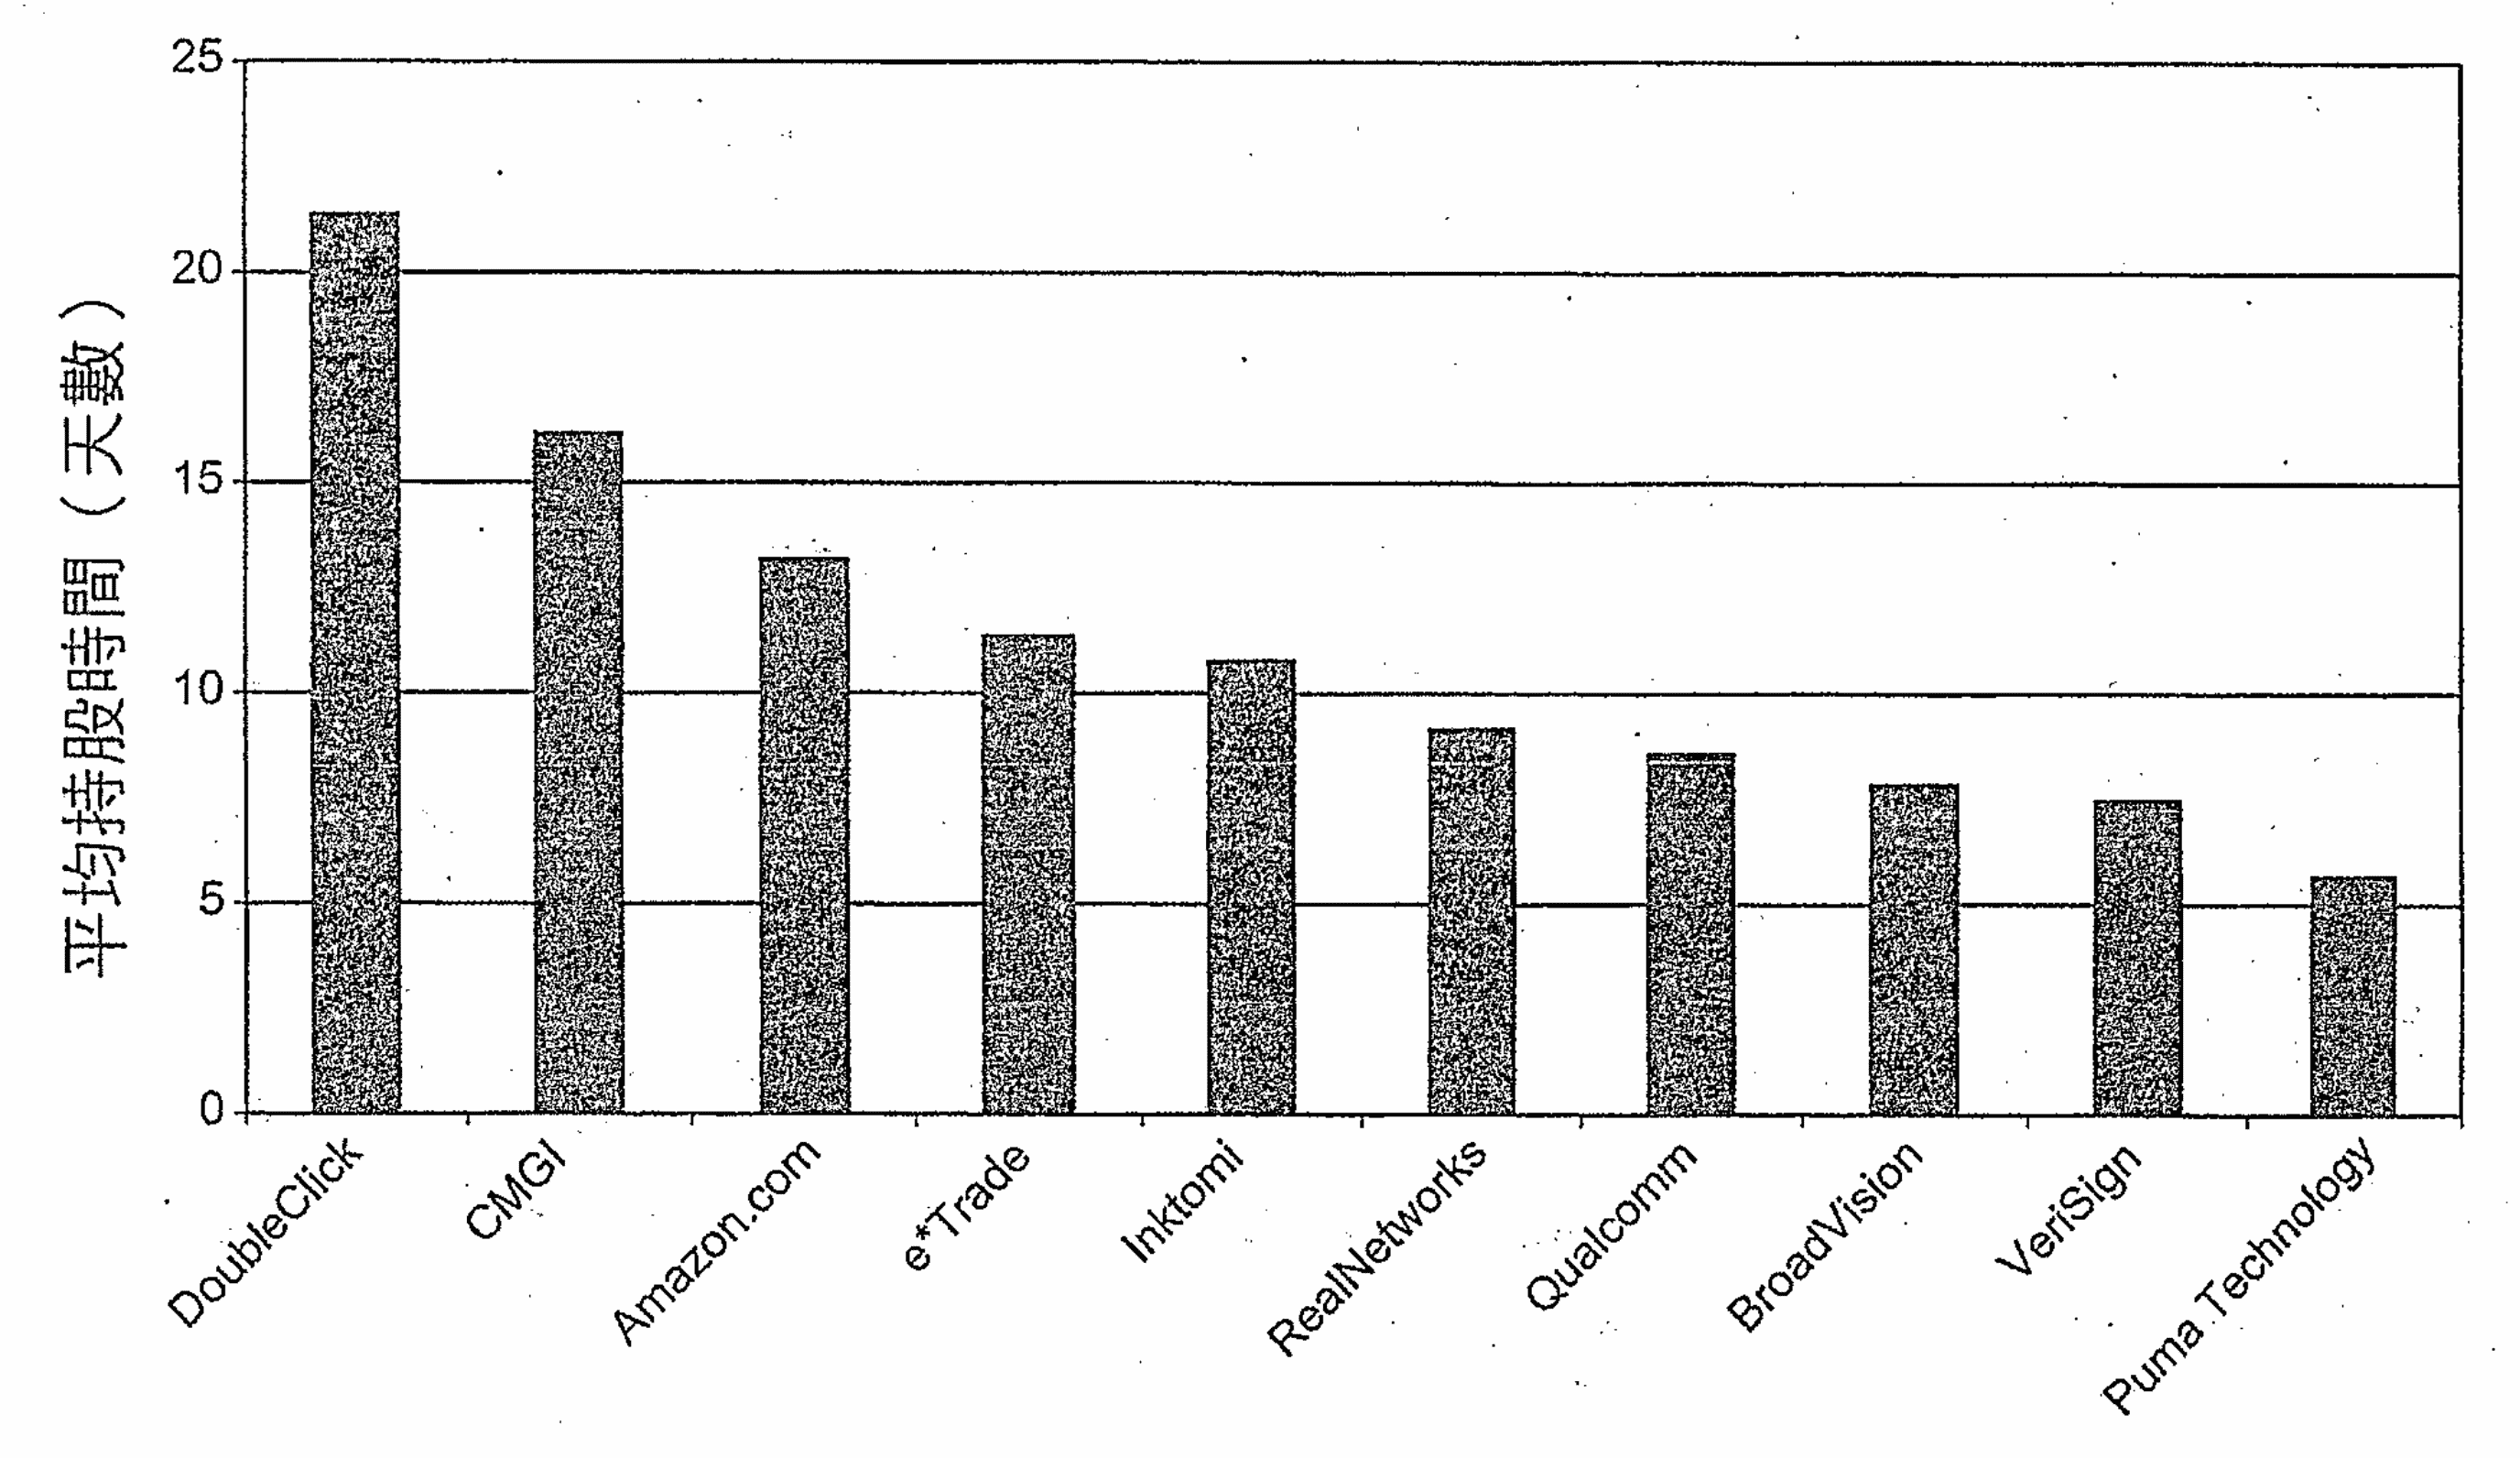 平均持股時間（天數）
25
20
15
10
5
0
DoubleClick
CMGI
Amazon.com
e*Trade
Inktomi
RealNetworks
Qualcomm
BroadVision
VeriSign
Puma Technology